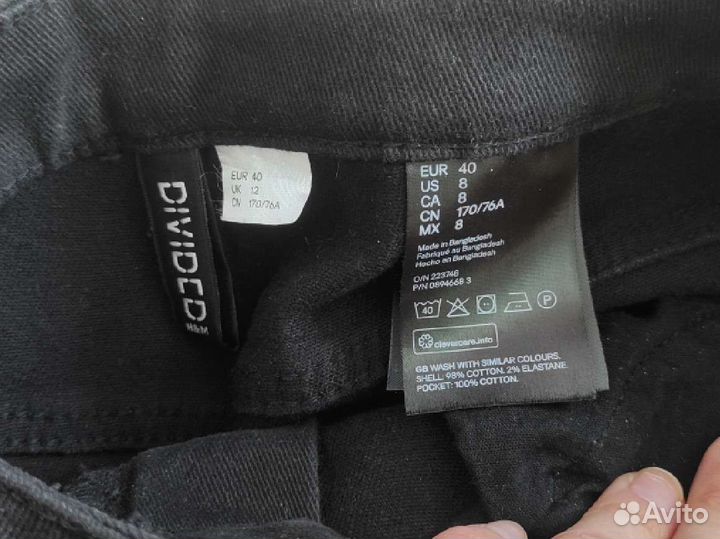 DIVIDED
H&M
EUR 40
UK 12
CN 170/76A
EUR 40
US 8
CA 8
CN 170/76A
MX 8
Made in Bangladesh
Fabriqué au Bangladesh
Hecho en Bangladesh
O/N 223748
P/N 0894668 3
40 P
clevercare.info
GB WASH WITH SIMILAR COLOURS.
SHELL: 98% COTTON. 2% ELASTANE.
POCKET: 100% COTTON.
Avito